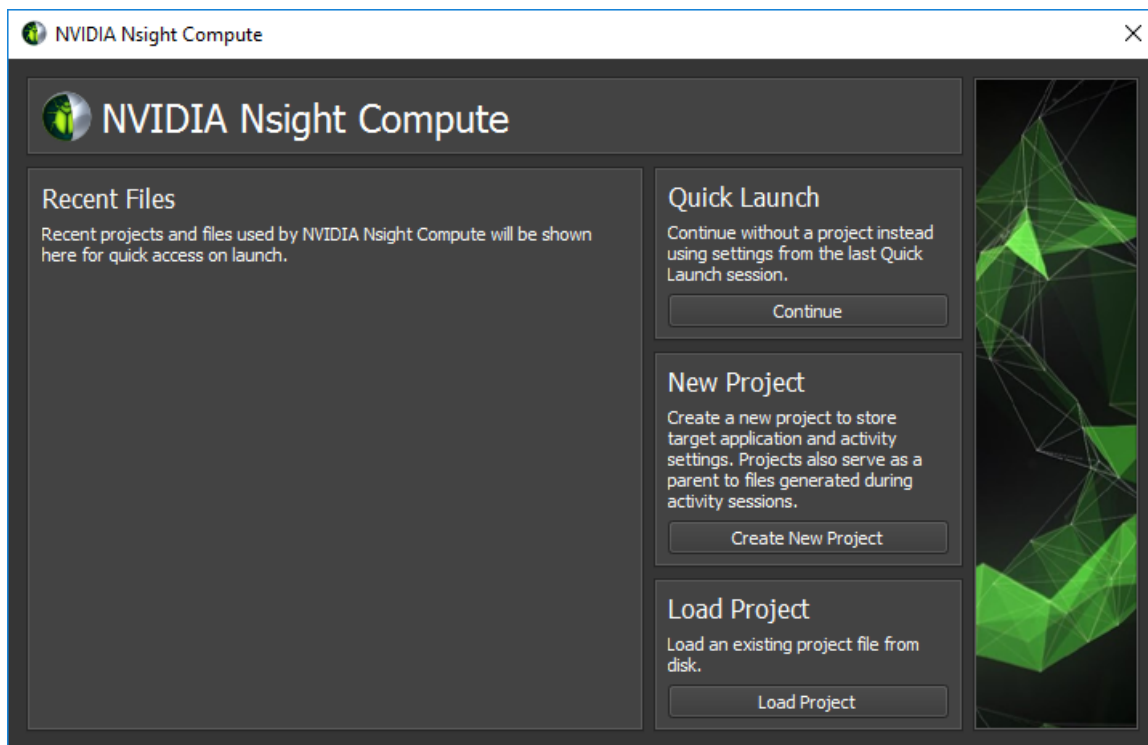 NVIDIA Nsight Compute
NVIDIA Nsight Compute
Recent Files
Recent projects and files used by NVIDIA Nsight Compute will be shown
here for quick access on launch.
Quick Launch
Continue without a project instead
using settings from the last Quick
Launch session.
Continue
New Project
Create a new project to store
target application and activity
settings. Projects also serve as a
parent to files generated during
activity sessions.
Create New Project
Load Project
Load an existing project file from
disk.
Load Project